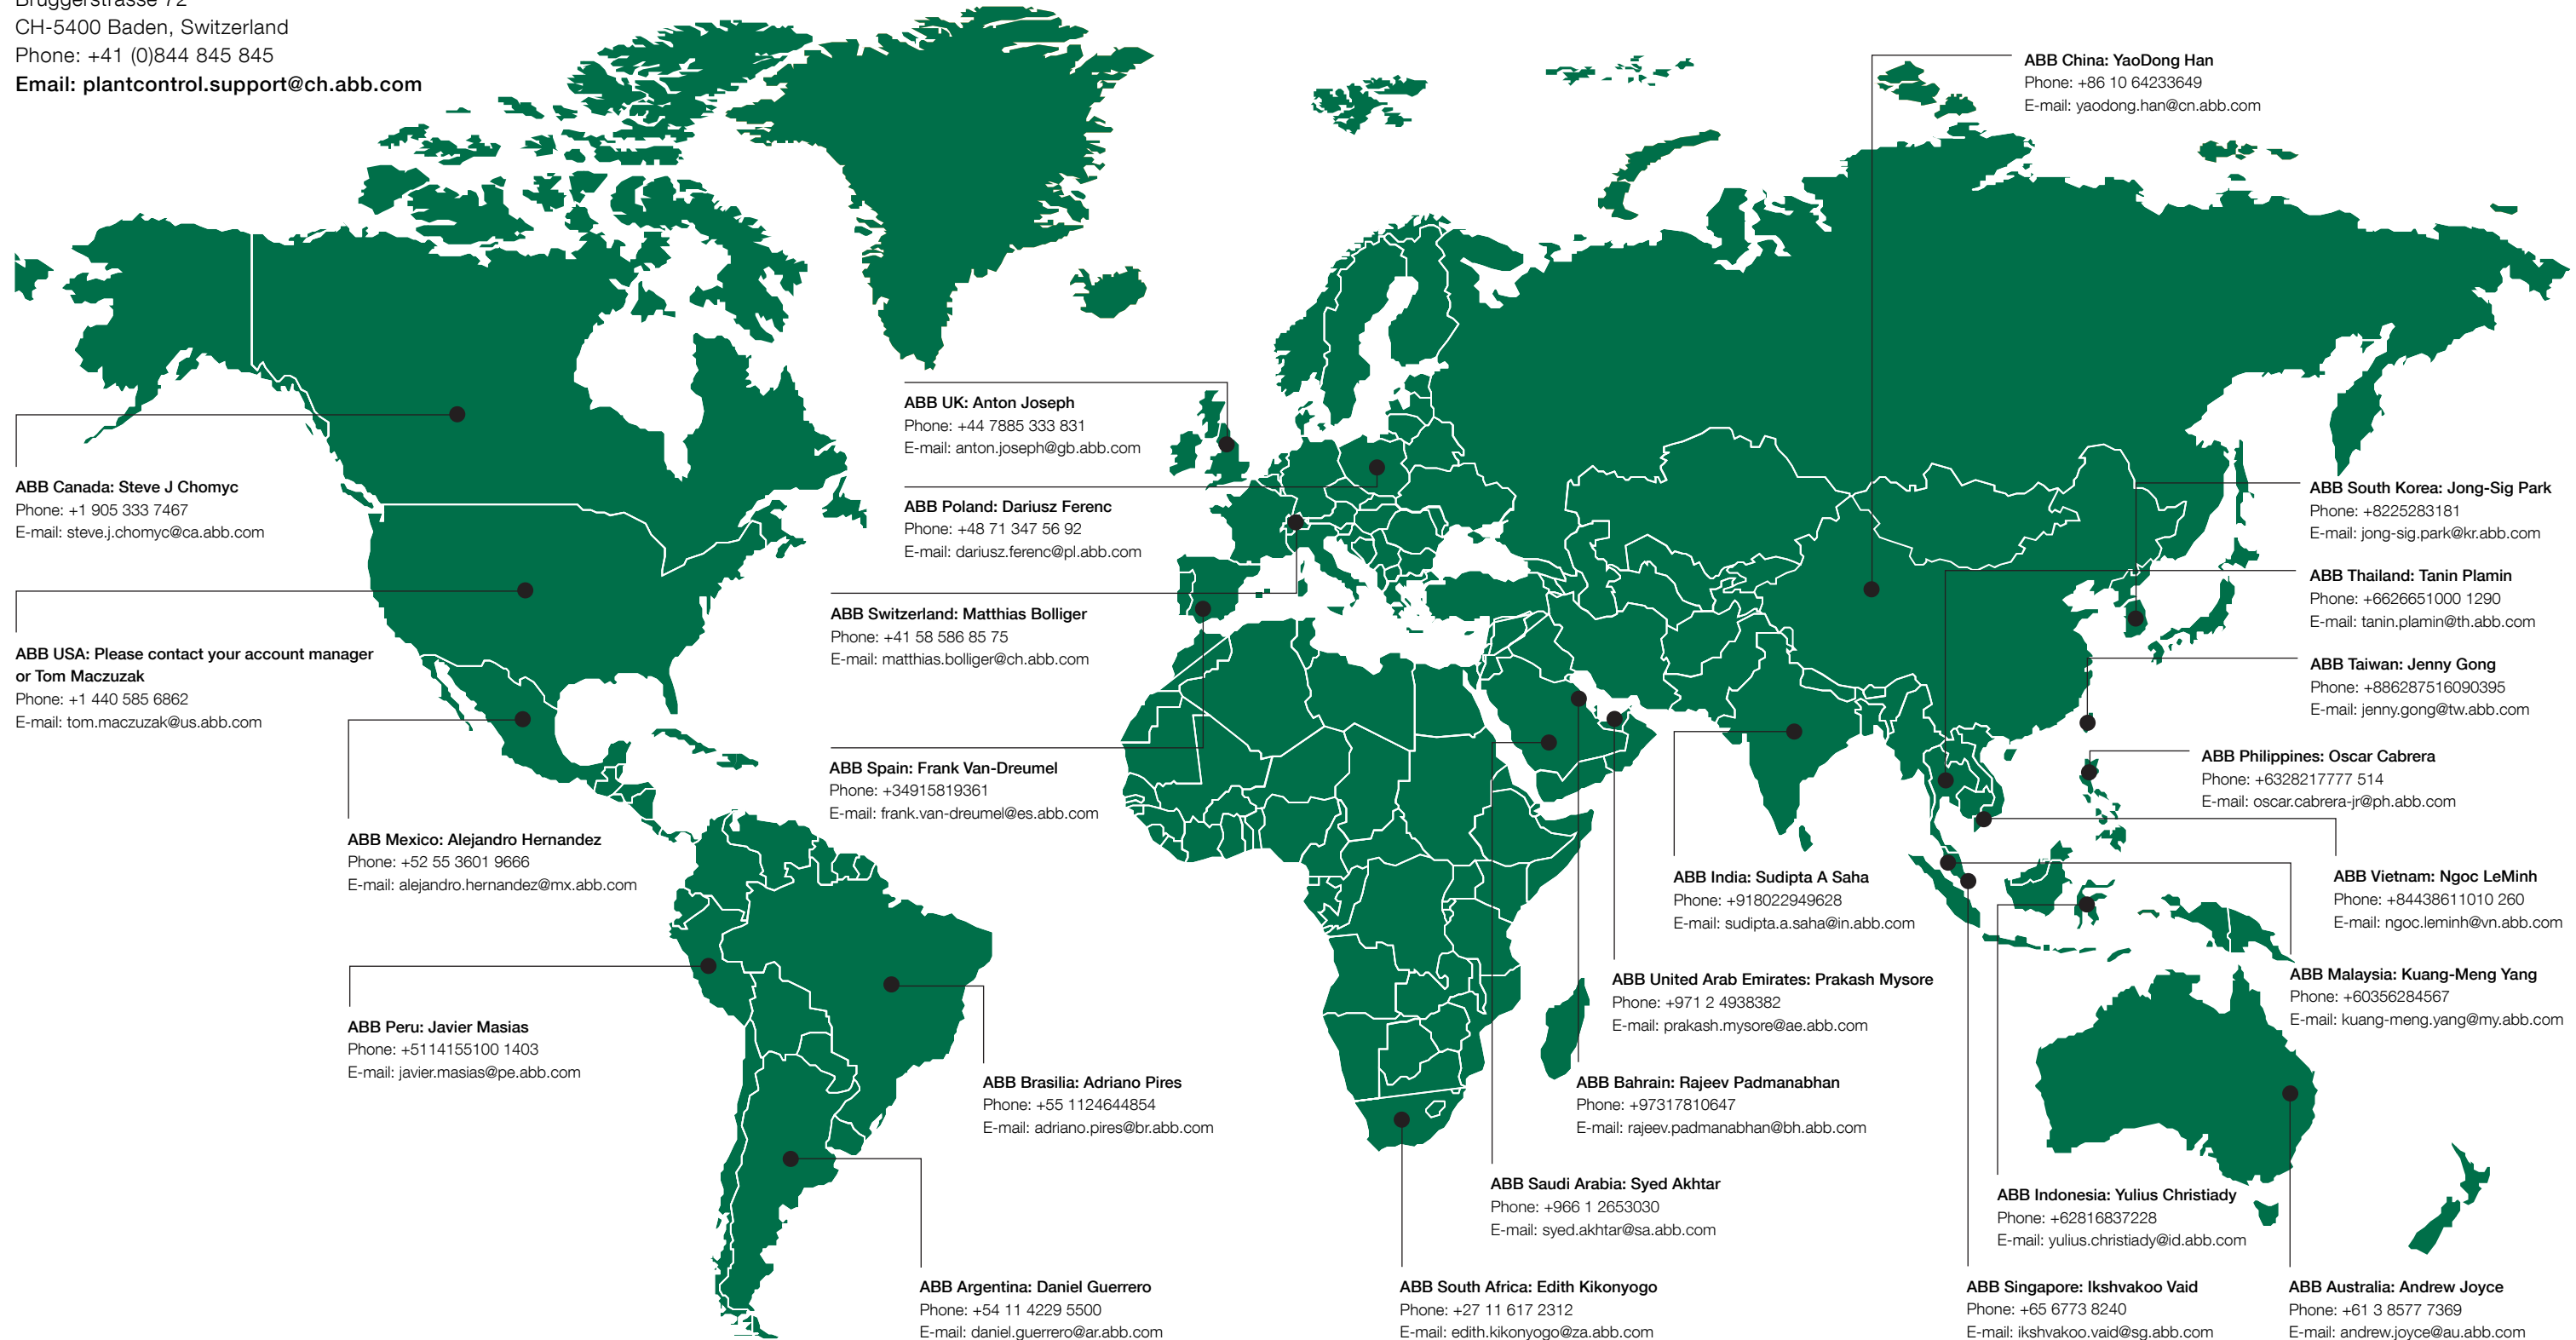 Bruggerstrasse 72
CH-5400 Baden, Switzerland
Phone: +41 (0)844 845 845
Email: plantcontrol.support@ch.abb.com
ABB China: YaoDong Han
Phone: +86 10 64233649
E-mail: yaodong.han@cn.abb.com
ABB UK: Anton Joseph
Phone: +44 7885 333 831
E-mail: anton.joseph@gb.abb.com
ABB Canada: Steve J Chomyc
Phone: +1 905 333 7467
E-mail: steve.j.chomyc@ca.abb.com
ABB Poland: Dariusz Ferenc
Phone: +48 71 347 56 92
E-mail: dariusz.ferenc@pl.abb.com
ABB South Korea: Jong-Sig Park
Phone: +8225283181
E-mail: jong-sig.park@kr.abb.com
ABB Thailand: Tanin Plamin
Phone: +6626651000 1290
E-mail: tanin.plamin@th.abb.com
ABB Switzerland: Matthias Bolliger
Phone: +41 58 586 85 75
E-mail: matthias.bolliger@ch.abb.com
ABB USA: Please contact your account manager
or Tom Maczuzak
Phone: +1 440 585 6862
E-mail: tom.maczuzak@us.abb.com
ABB Taiwan: Jenny Gong
Phone: +886287516090395
E-mail: jenny.gong@tw.abb.com
ABB Philippines: Oscar Cabrera
Phone: +6328217777 514
E-mail: oscar.cabrera-jr@ph.abb.com
ABB Spain: Frank Van-Dreumel
Phone: +34915819361
E-mail: frank.van-dreumel@es.abb.com
ABB Mexico: Alejandro Hernandez
Phone: +52 55 3601 9666
E-mail: alejandro.hernandez@mx.abb.com
ABB India: Sudipta A Saha
Phone: +918022949628
E-mail: sudipta.a.saha@in.abb.com
ABB Vietnam: Ngoc LeMinh
Phone: +84438611010 260
E-mail: ngoc.leminh@vn.abb.com
ABB United Arab Emirates: Prakash Mysore
Phone: +971 2 4938382
E-mail: prakash.mysore@ae.abb.com
ABB Malaysia: Kuang-Meng Yang
Phone: +60356284567
E-mail: kuang-meng.yang@my.abb.com
ABB Peru: Javier Masias
Phone: +5114155100 1403
E-mail: javier.masias@pe.abb.com
ABB Brasilia: Adriano Pires
Phone: +55 1124644854
E-mail: adriano.pires@br.abb.com
ABB Bahrain: Rajeev Padmanabhan
Phone: +97317810647
E-mail: rajeev.padmanabhan@bh.abb.com
ABB Saudi Arabia: Syed Akhtar
Phone: +966 1 2653030
E-mail: syed.akhtar@sa.abb.com
ABB Indonesia: Yulius Christiady
Phone: +62816837228
E-mail: yulius.christiady@id.abb.com
ABB Argentina: Daniel Guerrero
Phone: +54 11 4229 5500
E-mail: daniel.guerrero@ar.abb.com
ABB South Africa: Edith Kikonyogo
Phone: +27 11 617 2312
E-mail: edith.kikonyogo@za.abb.com
ABB Singapore: Ikshvakoo Vaid
Phone: +65 6773 8240
E-mail: ikshvakoo.vaid@sg.abb.com
ABB Australia: Andrew Joyce
Phone: +61 3 8577 7369
E-mail: andrew.joyce@au.abb.com